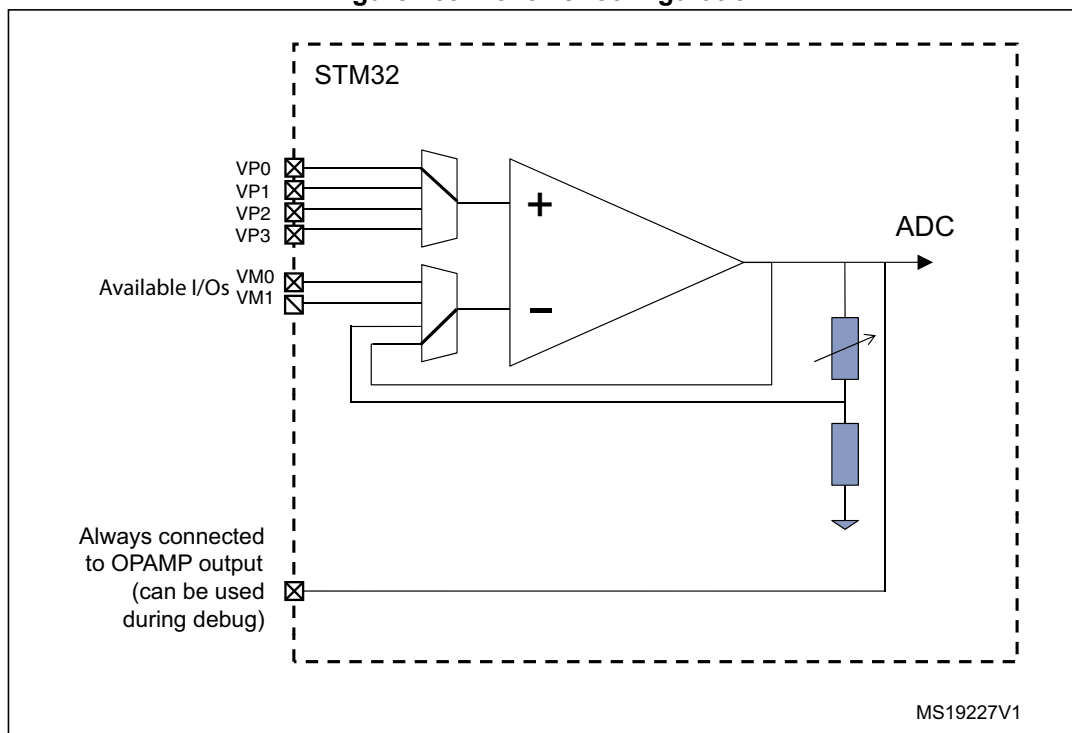 STM32
VP0
VP1
VP2
VP3
+
ADC
Available I/Os
VM0
VM1
-
Always connected
to OPAMP output
(can be used
during debug)
MS19227V1